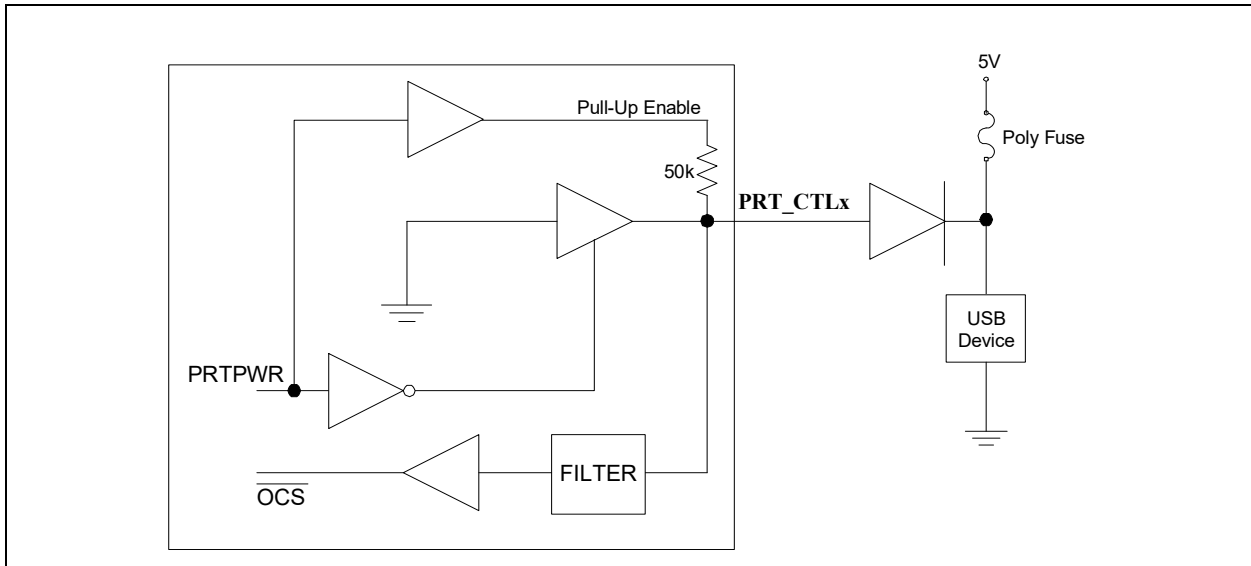 5V
Pull-Up Enable
Poly Fuse
50k
PRT_CTLx
USB
Device
PRTPWR
FILTER
OCS